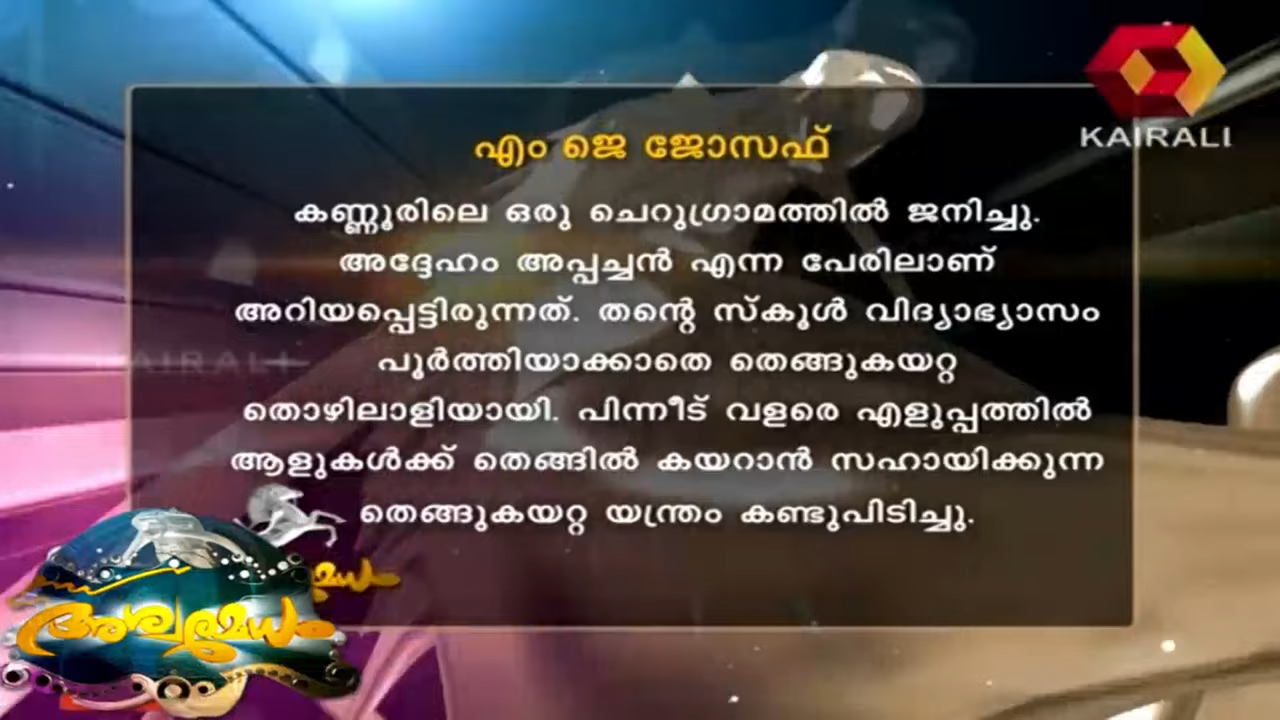 KAIRALI
എം ജെ ജോസഫ്
കണ്ണൂരിലെ ഒരു ചെറുഗ്രാമത്തിൽ ജനിച്ചു.
അദ്ദേഹം അപ്പച്ചൻ എന്ന പേരിലാണ്
അറിയപ്പെട്ടിരുന്നത്. തന്റെ സ്കൂൾ വിദ്യാഭ്യാസം
പൂർത്തിയാക്കാതെ തെങ്ങുകയറ്റ
തൊഴിലാളിയായി. പിന്നീട് വളരെ എളുപ്പത്തിൽ
ആളുകൾക്ക് തെങ്ങിൽ കയറാൻ സഹായിക്കുന്ന
തെങ്ങുകയറ്റ യന്ത്രം കണ്ടുപിടിച്ചു.
KAIRALI
അശ്വമേധം